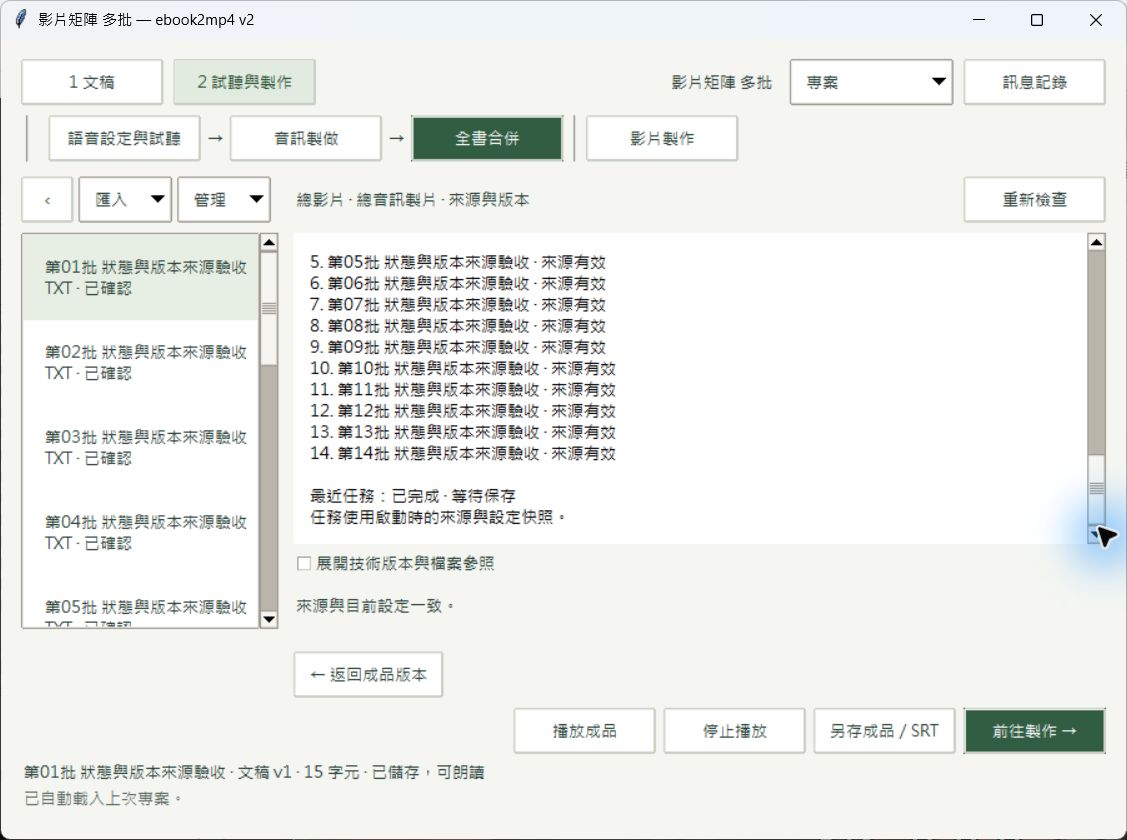 影片矩陣 多批 — ebook2mp4 v2
1 文稿
2 試聽與製作
影片矩陣 多批
專案
訊息記錄
語音設定與試聽
→
音訊製做
→
全書合併
影片製作
‹
匯入
管理
總影片 · 總音訊製片 · 來源與版本
重新檢查
第01批 狀態與版本來源驗收
TXT · 已確認
第02批 狀態與版本來源驗收
TXT · 已確認
第03批 狀態與版本來源驗收
TXT · 已確認
第04批 狀態與版本來源驗收
TXT · 已確認
第05批 狀態與版本來源驗收
TXT · 已確認
5. 第05批 狀態與版本來源驗收 · 來源有效
6. 第06批 狀態與版本來源驗收 · 來源有效
7. 第07批 狀態與版本來源驗收 · 來源有效
8. 第08批 狀態與版本來源驗收 · 來源有效
9. 第09批 狀態與版本來源驗收 · 來源有效
10. 第10批 狀態與版本來源驗收 · 來源有效
11. 第11批 狀態與版本來源驗收 · 來源有效
12. 第12批 狀態與版本來源驗收 · 來源有效
13. 第13批 狀態與版本來源驗收 · 來源有效
14. 第14批 狀態與版本來源驗收 · 來源有效
最近任務：已完成 · 等待保存
任務使用啟動時的來源與設定快照。
展開技術版本與檔案參照
來源與目前設定一致。
← 返回成品版本
播放成品
停止播放
另存成品 / SRT
前往製作 →
第01批 狀態與版本來源驗收 · 文稿 v1 · 15 字元 · 已儲存，可朗讀
已自動載入上次專案。